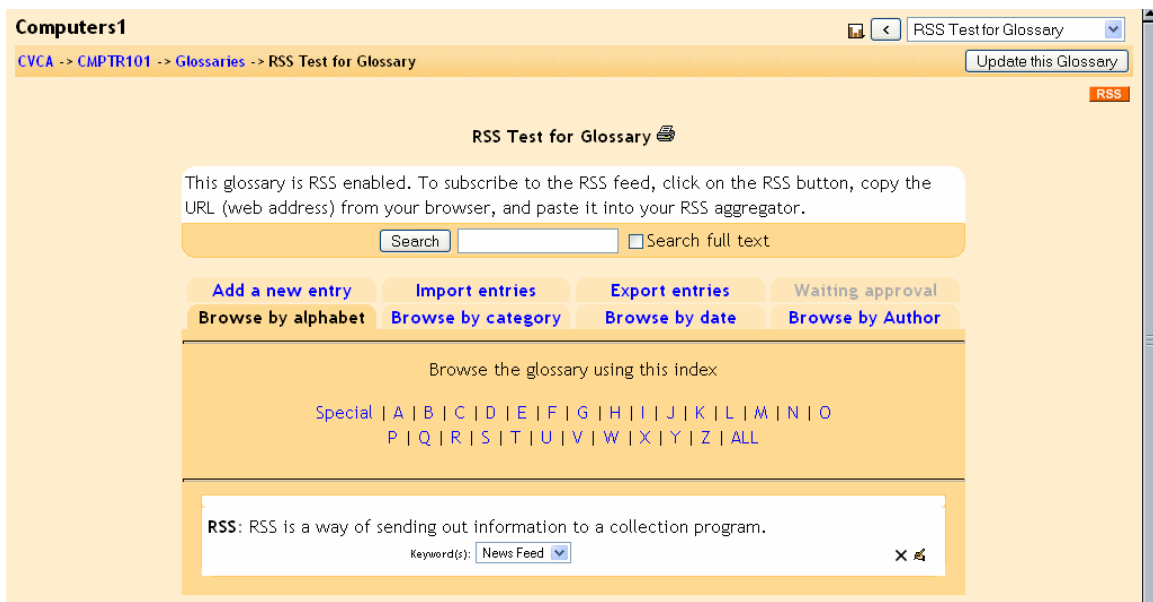 Computers1
<
RSS Test for Glossary
CVCA -> CMPTR101 -> Glossaries -> RSS Test for Glossary
Update this Glossary
RSS
RSS Test for Glossary
This glossary is RSS enabled. To subscribe to the RSS feed, click on the RSS button, copy the
URL (web address) from your browser, and paste it into your RSS aggregator.
Search
Search full text
Add a new entry Import entries Export entries Waiting approval
Browse by alphabet Browse by category Browse by date Browse by Author
Browse the glossary using this index
Special | A | B | C | D | E | F | G | H | I | J | K | L | M | N | O
P | Q | R | S | T | U | V | W | X | Y | Z | ALL
RSS: RSS is a way of sending out information to a collection program.
Keyword(s): News Feed